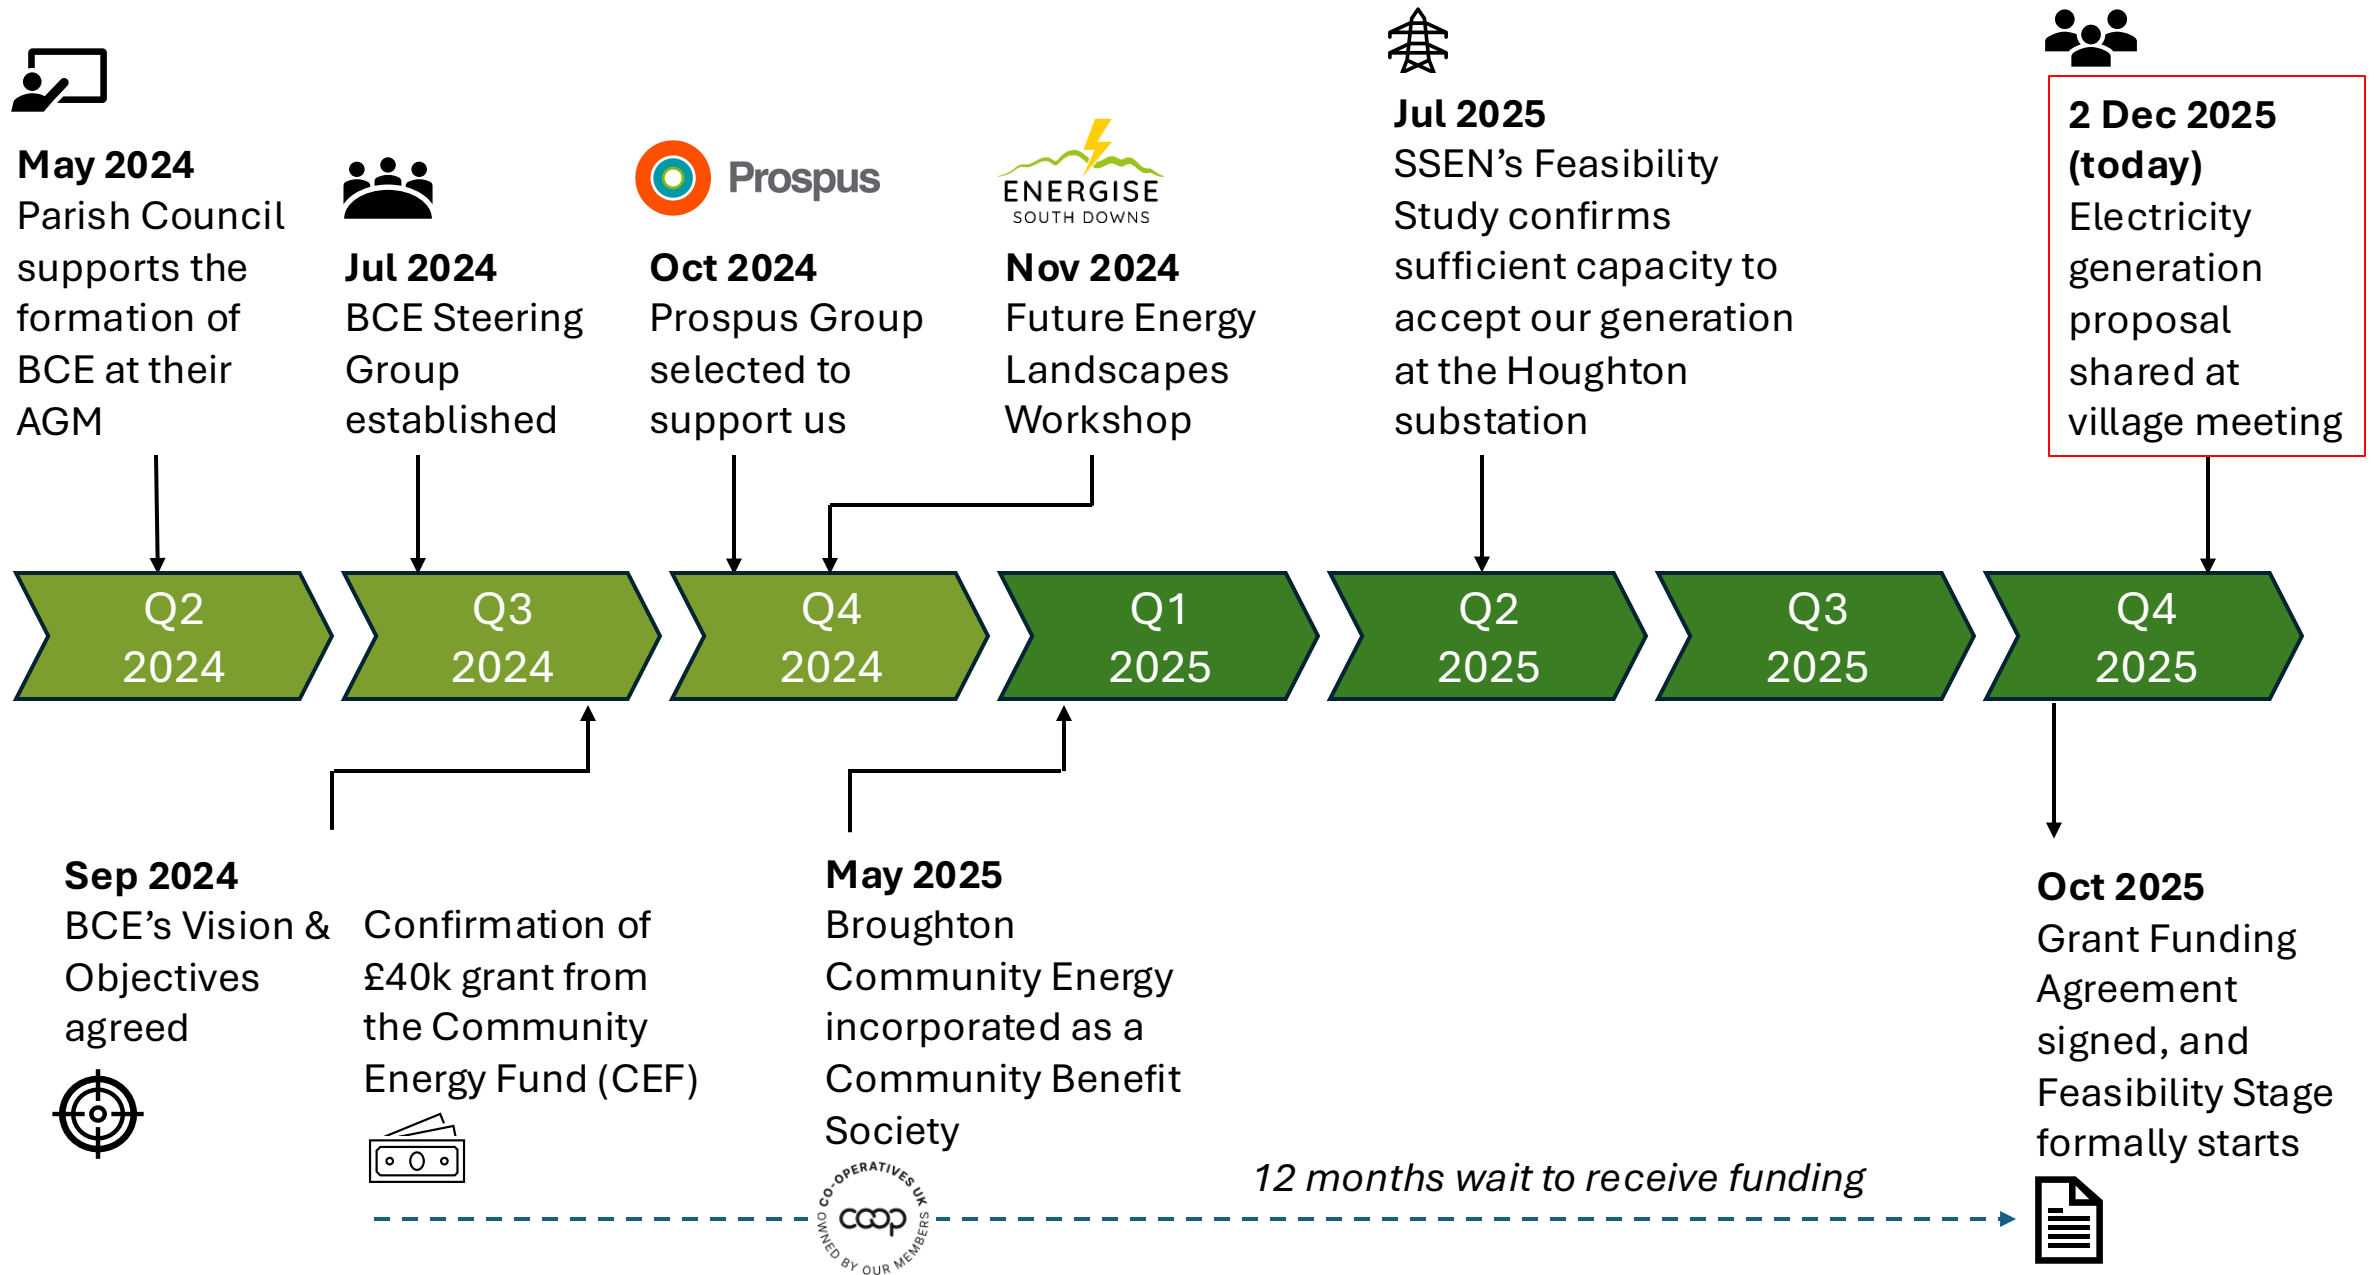 May 2024
Parish Council
supports the
formation of
BCE at their
AGM
Jul 2024
BCE Steering
Group
established
Prospus
Oct 2024
Prospus Group
selected to
support us
ENERGISE
SOUTH DOWNS
Nov 2024
Future Energy
Landscapes
Workshop
Jul 2025
SSEN’s Feasibility
Study confirms
sufficient capacity to
accept our generation
at the Houghton
substation
2 Dec 2025
(today)
Electricity
generation
proposal
shared at
village meeting
Q2
2024
Q3
2024
Q4
2024
Q1
2025
Q2
2025
Q3
2025
Q4
2025
Sep 2024
BCE’s Vision &
Objectives
agreed
Confirmation of
£40k grant from
the Community
Energy Fund (CEF)
May 2025
Broughton
Community Energy
incorporated as a
Community Benefit
Society
CO-OPERATIVES UK
coop
OWNED BY OUR MEMBERS
12 months wait to receive funding
Oct 2025
Grant Funding
Agreement
signed, and
Feasibility Stage
formally starts